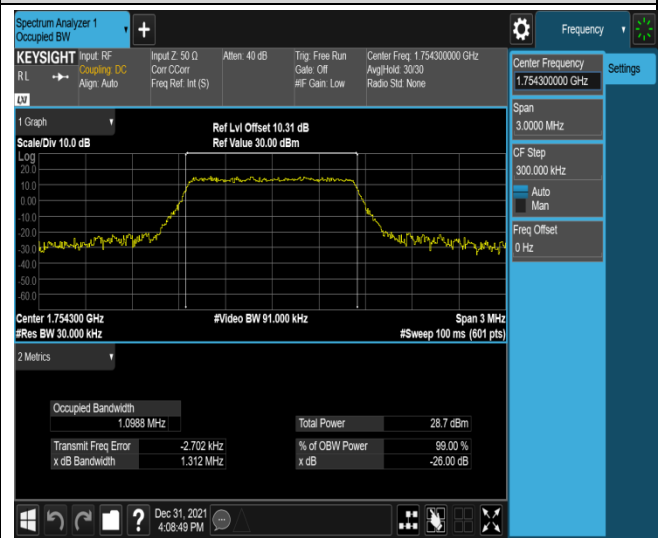 Spectrum Analyzer 1
Occupied BW
+
Frequency
KEYSIGHT
Input: RF
Input Z: 50 Ω
Atten: 40 dB
Trig: Free Run
Center Freq: 1.754300000 GHz
R L
Coupling: DC
Corr CCorr
Gate: Off
Avg|Hold: 30/30
Align: Auto
Freq Ref: Int (S)
#IF Gain: Low
Radio Std: None
LXI
1 Graph
Ref Lvl Offset 10.31 dB
Scale/Div 10.0 dB
Ref Value 30.00 dBm
Log
20.0
10.0
0.00
-10.0
-20.0
-30.0
-40.0
-50.0
-60.0
Center 1.754300 GHz
#Video BW 91.000 kHz
Span 3 MHz
#Res BW 30.000 kHz
#Sweep 100 ms (601 pts)
2 Metrics
Occupied Bandwidth
1.0988 MHz
Total Power
28.7 dBm
Transmit Freq Error
-2.702 kHz
% of OBW Power
99.00 %
x dB Bandwidth
1.312 MHz
x dB
-26.00 dB
?
Dec 31, 2021
4:08:49 PM
Center Frequency
1.754300000 GHz
Settings
Span
3.0000 MHz
CF Step
300.000 kHz
Auto
Man
Freq Offset
0 Hz